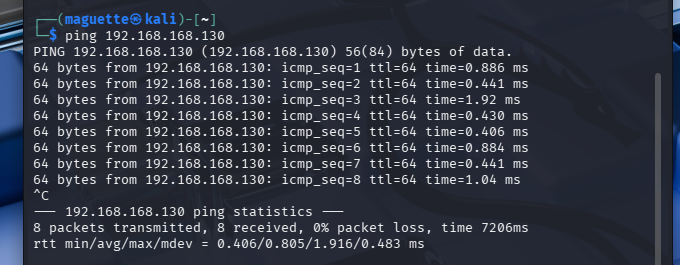 ┌──(maguette㉿kali)-[~]
└─$ ping 192.168.168.130
PING 192.168.168.130 (192.168.168.130) 56(84) bytes of data.
64 bytes from 192.168.168.130: icmp_seq=1 ttl=64 time=0.886 ms
64 bytes from 192.168.168.130: icmp_seq=2 ttl=64 time=0.441 ms
64 bytes from 192.168.168.130: icmp_seq=3 ttl=64 time=1.92 ms
64 bytes from 192.168.168.130: icmp_seq=4 ttl=64 time=0.430 ms
64 bytes from 192.168.168.130: icmp_seq=5 ttl=64 time=0.406 ms
64 bytes from 192.168.168.130: icmp_seq=6 ttl=64 time=0.884 ms
64 bytes from 192.168.168.130: icmp_seq=7 ttl=64 time=0.441 ms
64 bytes from 192.168.168.130: icmp_seq=8 ttl=64 time=1.04 ms
^C
--- 192.168.168.130 ping statistics ---
8 packets transmitted, 8 received, 0% packet loss, time 7206ms
rtt min/avg/max/mdev = 0.406/0.805/1.916/0.483 ms